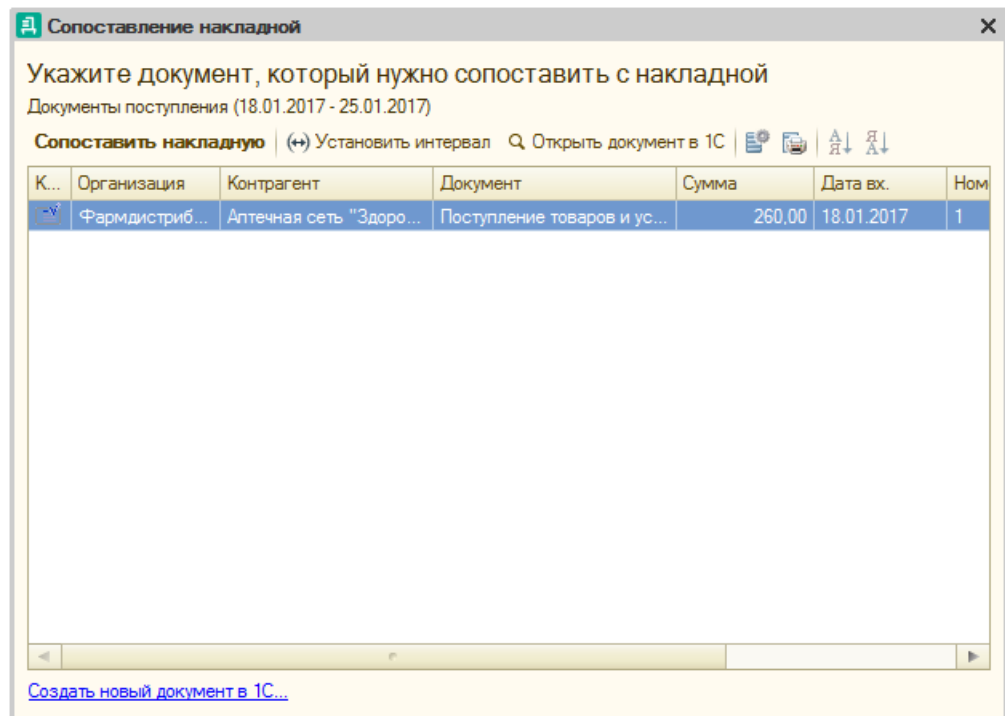 Сопоставление накладной
Укажите документ, который нужно сопоставить с накладной
Документы поступления (18.01.2017 - 25.01.2017)
Сопоставить накладную (↔) Установить интервал Открыть документ в 1С
К... Организация Контрагент Документ Сумма Дата вх. Ном
Фармдистриб... Аптечная сеть "Здоро... Поступление товаров и ус... 260,00 18.01.2017 1
Создать новый документ в 1С...